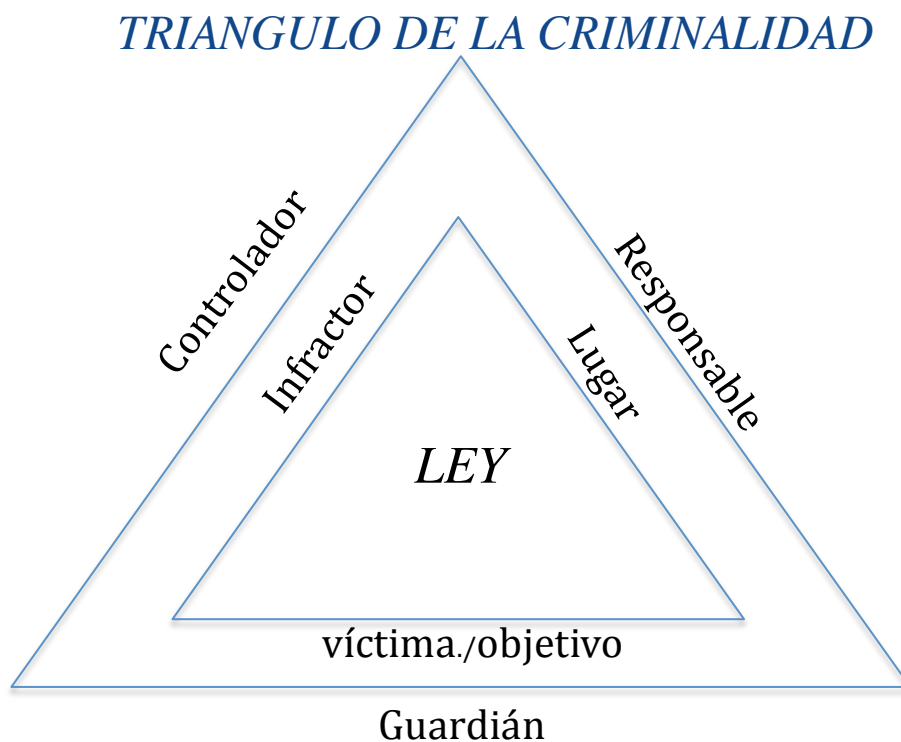 TRIANGULO DE LA CRIMINALIDAD
Controlador
Responsable
Infractor
Lugar
LEY
víctima./objetivo
Guardián